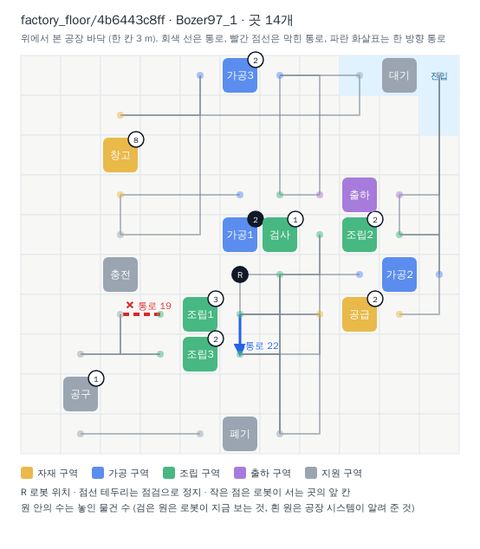 factory_floor/4b6443c8ff · Bozer97_1 · 곳 14개
위에서 본 공장 바닥 (한 칸 3 m). 회색 선은 통로, 빨간 점선은 막힌 통로, 파란 화살표는 한 방향 통로
2
가공3
대기
전입
8
창고
출하
2
가공1
1
검사
2
조립2
충전
R
가공2
✖ 통로 19
3
조립1
2
공급
2
조립3
통로 22
1
공구
폐기
자재 구역
가공 구역
조립 구역
출하 구역
지원 구역
R 로봇 위치 · 점선 테두리는 점검으로 정지 · 작은 점은 로봇이 서는 곳의 앞 칸
원 안의 수는 놓인 물건 수 (검은 원은 로봇이 지금 보는 것, 흰 원은 공장 시스템이 알려 준 것)